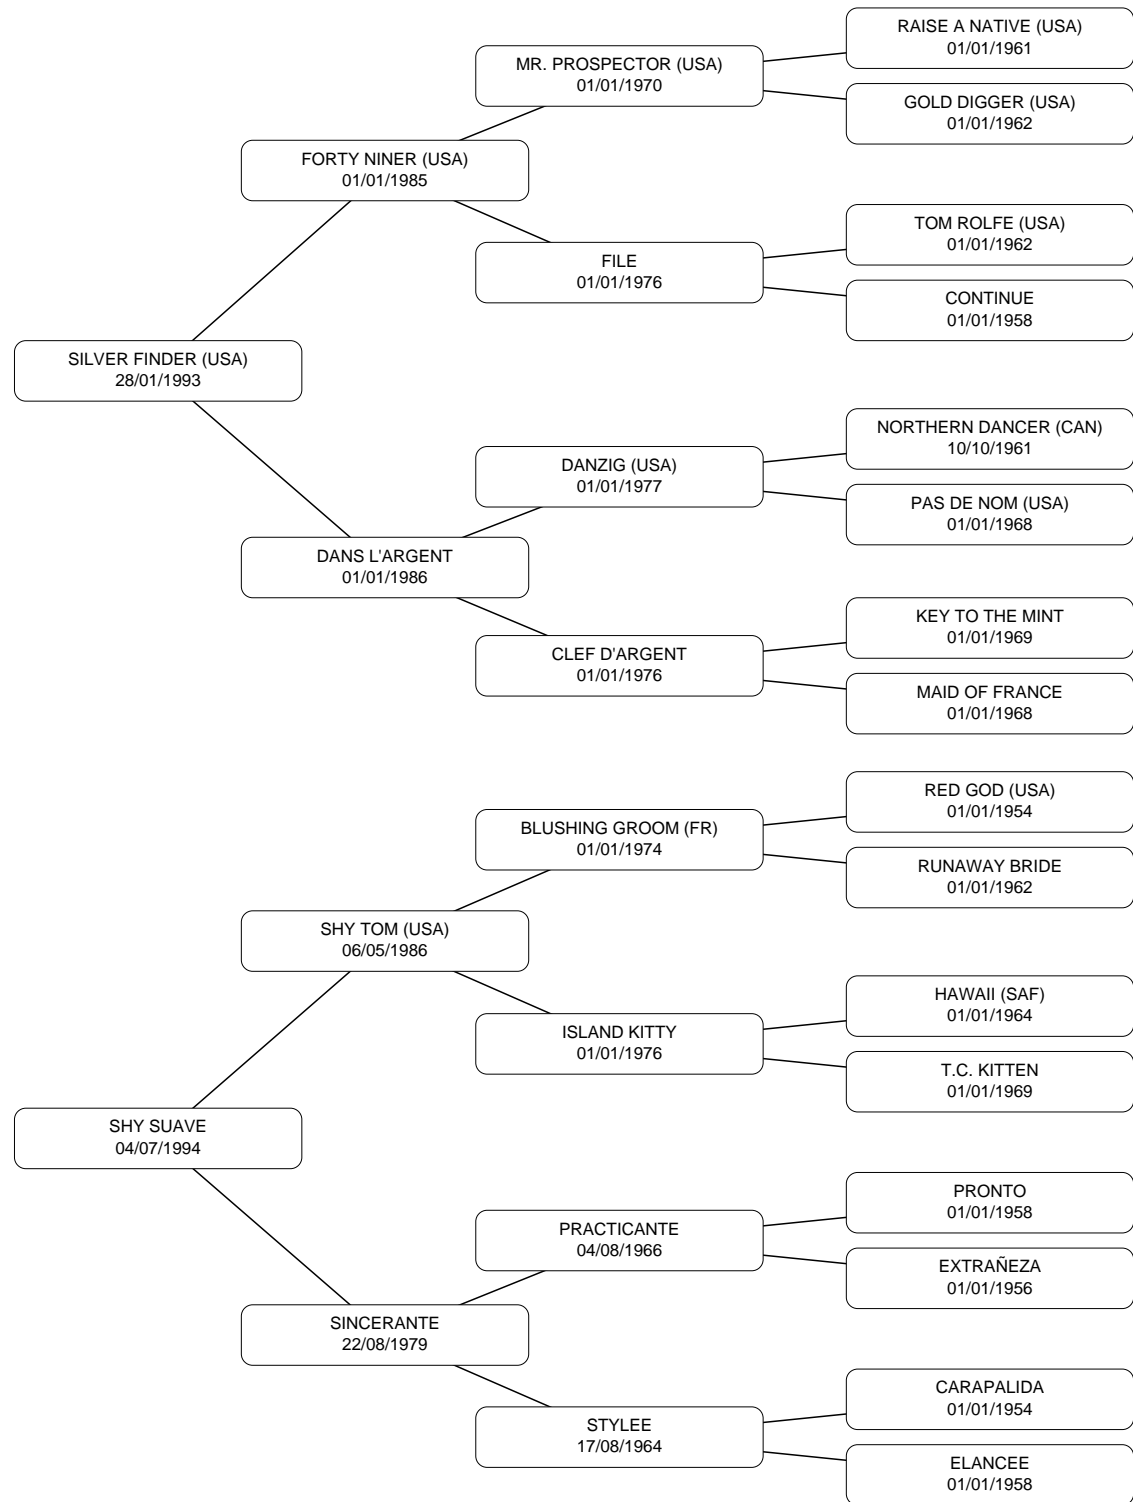 RAISE A NATIVE (USA)
01/01/1961
MR. PROSPECTOR (USA)
01/01/1970
GOLD DIGGER (USA)
01/01/1962
FORTY NINER (USA)
01/01/1985
TOM ROLFE (USA)
01/01/1962
FILE
01/01/1976
CONTINUE
01/01/1958
SILVER FINDER (USA)
28/01/1993
NORTHERN DANCER (CAN)
10/10/1961
DANZIG (USA)
01/01/1977
PAS DE NOM (USA)
01/01/1968
DANS L'ARGENT
01/01/1986
KEY TO THE MINT
01/01/1969
CLEF D'ARGENT
01/01/1976
MAID OF FRANCE
01/01/1968
RED GOD (USA)
01/01/1954
BLUSHING GROOM (FR)
01/01/1974
RUNAWAY BRIDE
01/01/1962
SHY TOM (USA)
06/05/1986
HAWAII (SAF)
01/01/1964
ISLAND KITTY
01/01/1976
T.C. KITTEN
01/01/1969
SHY SUAVE
04/07/1994
PRONTO
01/01/1958
PRACTICANTE
04/08/1966
EXTRAÑEZA
01/01/1956
SINCERANTE
22/08/1979
CARAPALIDA
01/01/1954
STYLEE
17/08/1964
ELANCEE
01/01/1958